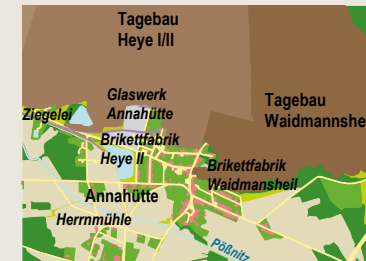 Tagebau
Heye I/II
Glaswerk
Annahütte
Ziegelei
Tagebau
Waidmannshe
Brikettfabrik
Heye II
Brikettfabrik
Waidmansheil
Annahütte
Herrnmühle
Pößnitz